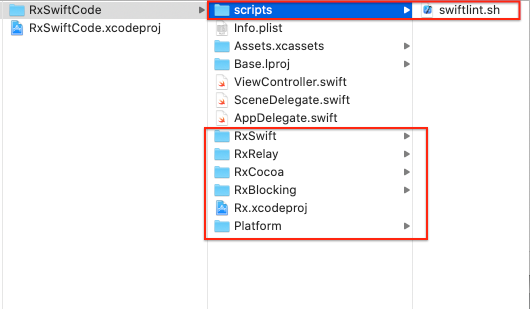 RxSwiftCode
RxSwiftCode.xcodeproj
scripts
Info.plist
Assets.xcassets
Base.lproj
ViewController.swift
SceneDelegate.swift
AppDelegate.swift
RxSwift
RxRelay
RxCocoa
RxBlocking
Rx.xcodeproj
Platform
swiftlint.sh